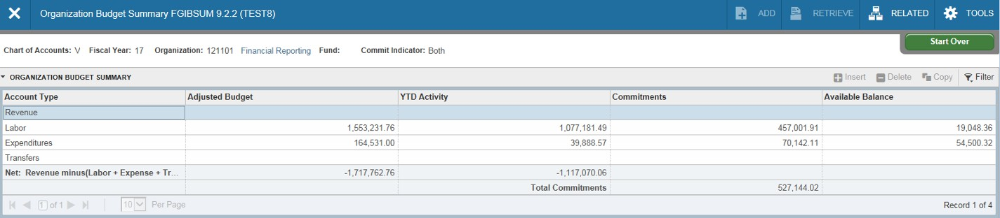 Organization Budget Summary FGIBSUM 9.2.2 (TEST8) ADD RETRIEVE RELATED TOOLS
Start Over
Chart of Accounts: V Fiscal Year: 17 Organization: 121101 Financial Reporting Fund: Commit Indicator: Both
ORGANIZATION BUDGET SUMMARY Insert Delete Copy Filter
Account Type Adjusted Budget YTD Activity Commitments Available Balance
Revenue
Labor 1,553,231.76 1,077,181.49 457,001.91 19,048.36
Expenditures 164,531.00 39,888.57 70,142.11 54,500.32
Transfers
Net: Revenue minus(Labor + Expense + Tr... -1,717,762.76 -1,117,070.06
Total Commitments 527,144.02
1 of 1 10 Per Page Record 1 of 4